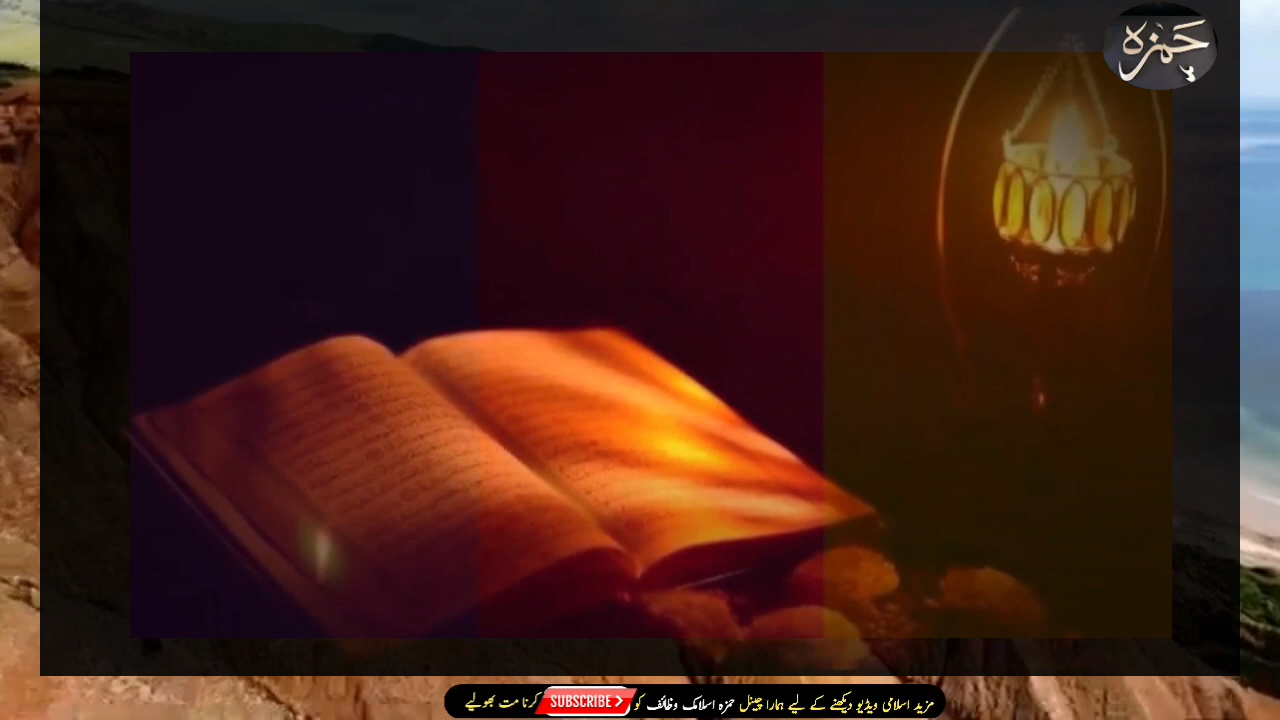 حمزہ
مزید اسلامی ویڈیو دیکھنے کے لیے ہمارا چینل حمزہ اسلامک وظائف کو SUBSCRIBE کرنا مت بھولیے